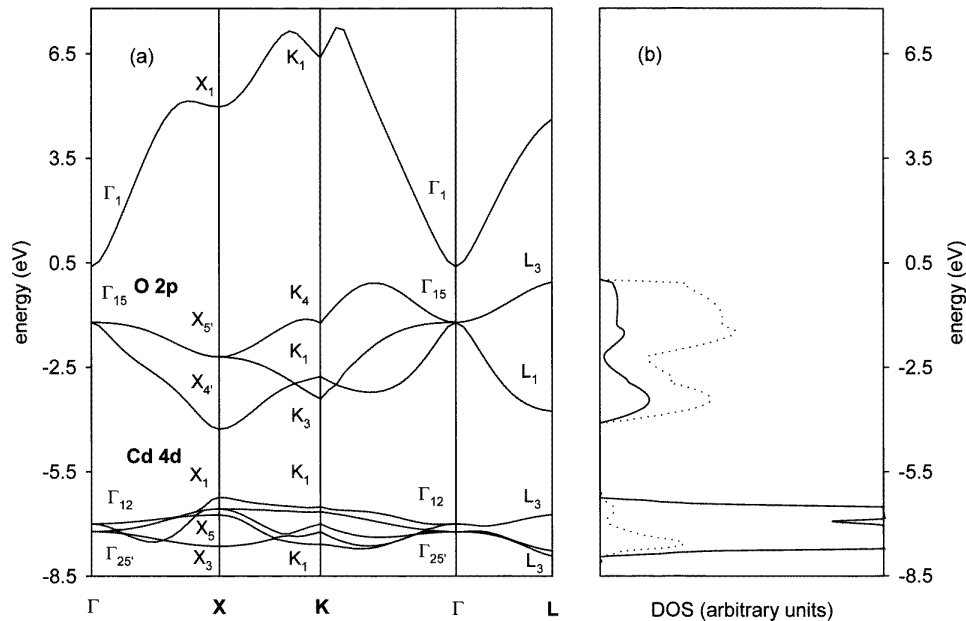 (a)
(b)
6.5
6.5
K1
X1
3.5
3.5
Γ1
Γ1
energy (eV)
energy (eV)
0.5
0.5
L3
Γ15
O 2p
K4
Γ15
X5'
K1
-2.5
-2.5
X4'
L1
K3
Cd 4d
X1
K1
-5.5
-5.5
Γ12
Γ12
L3
X5
Γ25'
X3
K1
Γ25'
L3
-8.5
-8.5
Γ X K Γ L
DOS (arbitrary units)